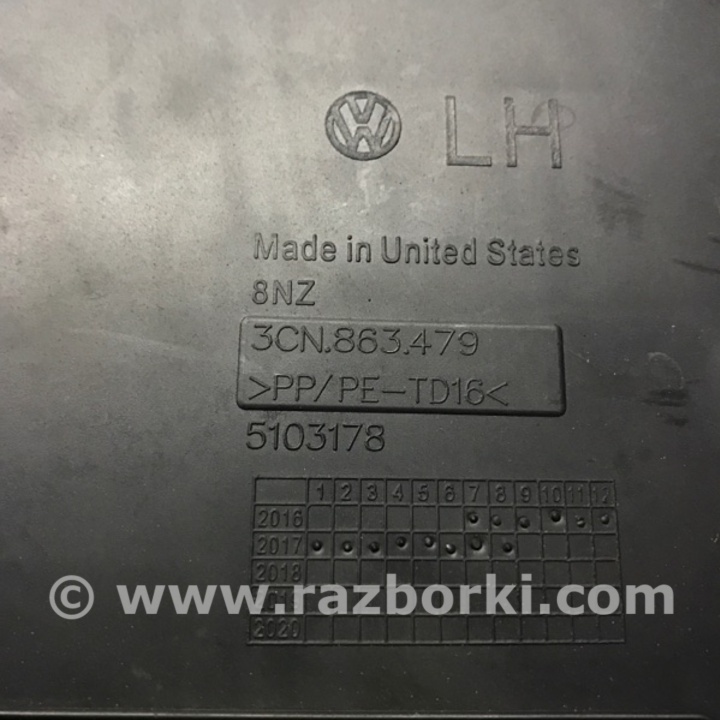 LH
Made in United States
8NZ
3CN.863.479
>PP/PE-TD16<
5103178
1 2 3 4 5 6 7 8 9 10 11 12
2016
2017
2018
© www.razborki.com
2020